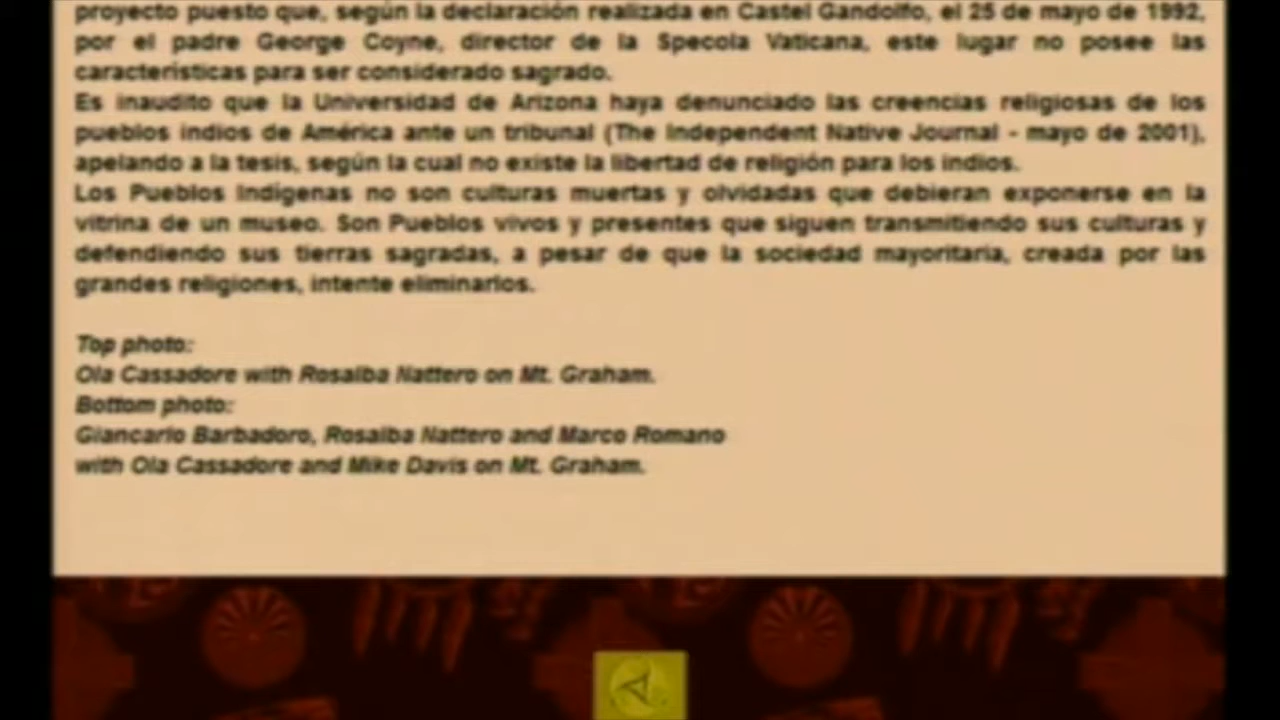 proyecto puesto que, según la declaración realizada en Castel Gandolfo, el 25 de mayo de 1992,
por el padre George Coyne, director de la Specola Vaticana, este lugar no posee las
características para ser considerado sagrado.
Es inaudito que la Universidad de Arizona haya denunciado las creencias religiosas de los
pueblos indios de América ante un tribunal (The Independent Native Journal - mayo de 2001),
apelando a la tesis, según la cual no existe la libertad de religión para los indios.
Los Pueblos Indígenas no son culturas muertas y olvidadas que debieran exponerse en la
vitrina de un museo. Son Pueblos vivos y presentes que siguen transmitiendo sus culturas y
defendiendo sus tierras sagradas, a pesar de que la sociedad mayoritaria, creada por las
grandes religiones, intente eliminarlos.
Top photo:
Ola Cassadore with Rosalba Nattero on Mt. Graham.
Bottom photo:
Giancarlo Barbadoro, Rosalba Nattero and Marco Romano
with Ola Cassadore and Mike Davis on Mt. Graham.